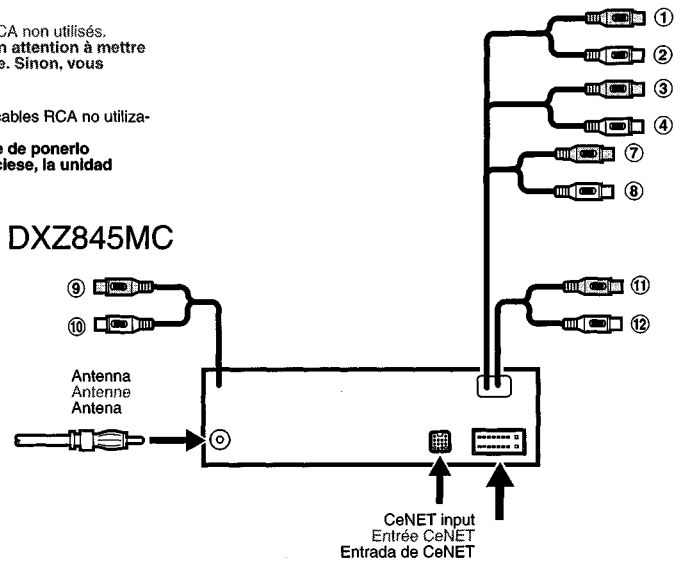 CA non utilisés.
n attention à mettre
e. Sinon, vous
cables RCA no utiliza-
e de ponerlo
ciese, la unidad
DXZ845MC
①
②
③
④
⑦
⑧
⑨
⑩
⑪
⑫
Antenna
Antenne
Antena
CeNET input
Entrée CeNET
Entrada de CeNET